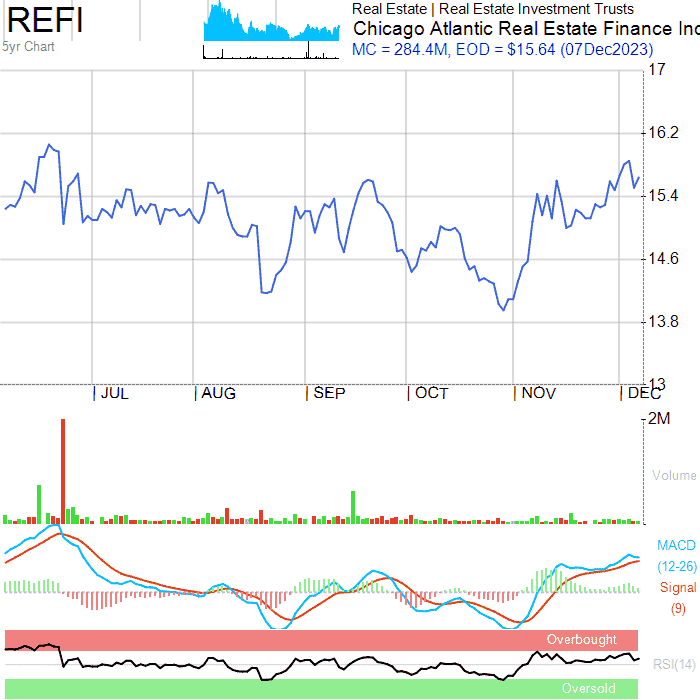 REFI
5yr Chart
Real Estate | Real Estate Investment Trusts
Chicago Atlantic Real Estate Finance Inc
MC = 284.4M, EOD = $15.64 (07Dec2023)
17
16.2
15.4
14.6
13.8
13
JUL
AUG
SEP
OCT
NOV
DEC
2M
Volume
MACD
(12-26)
Signal
(9)
Overbought
RSI(14)
Oversold